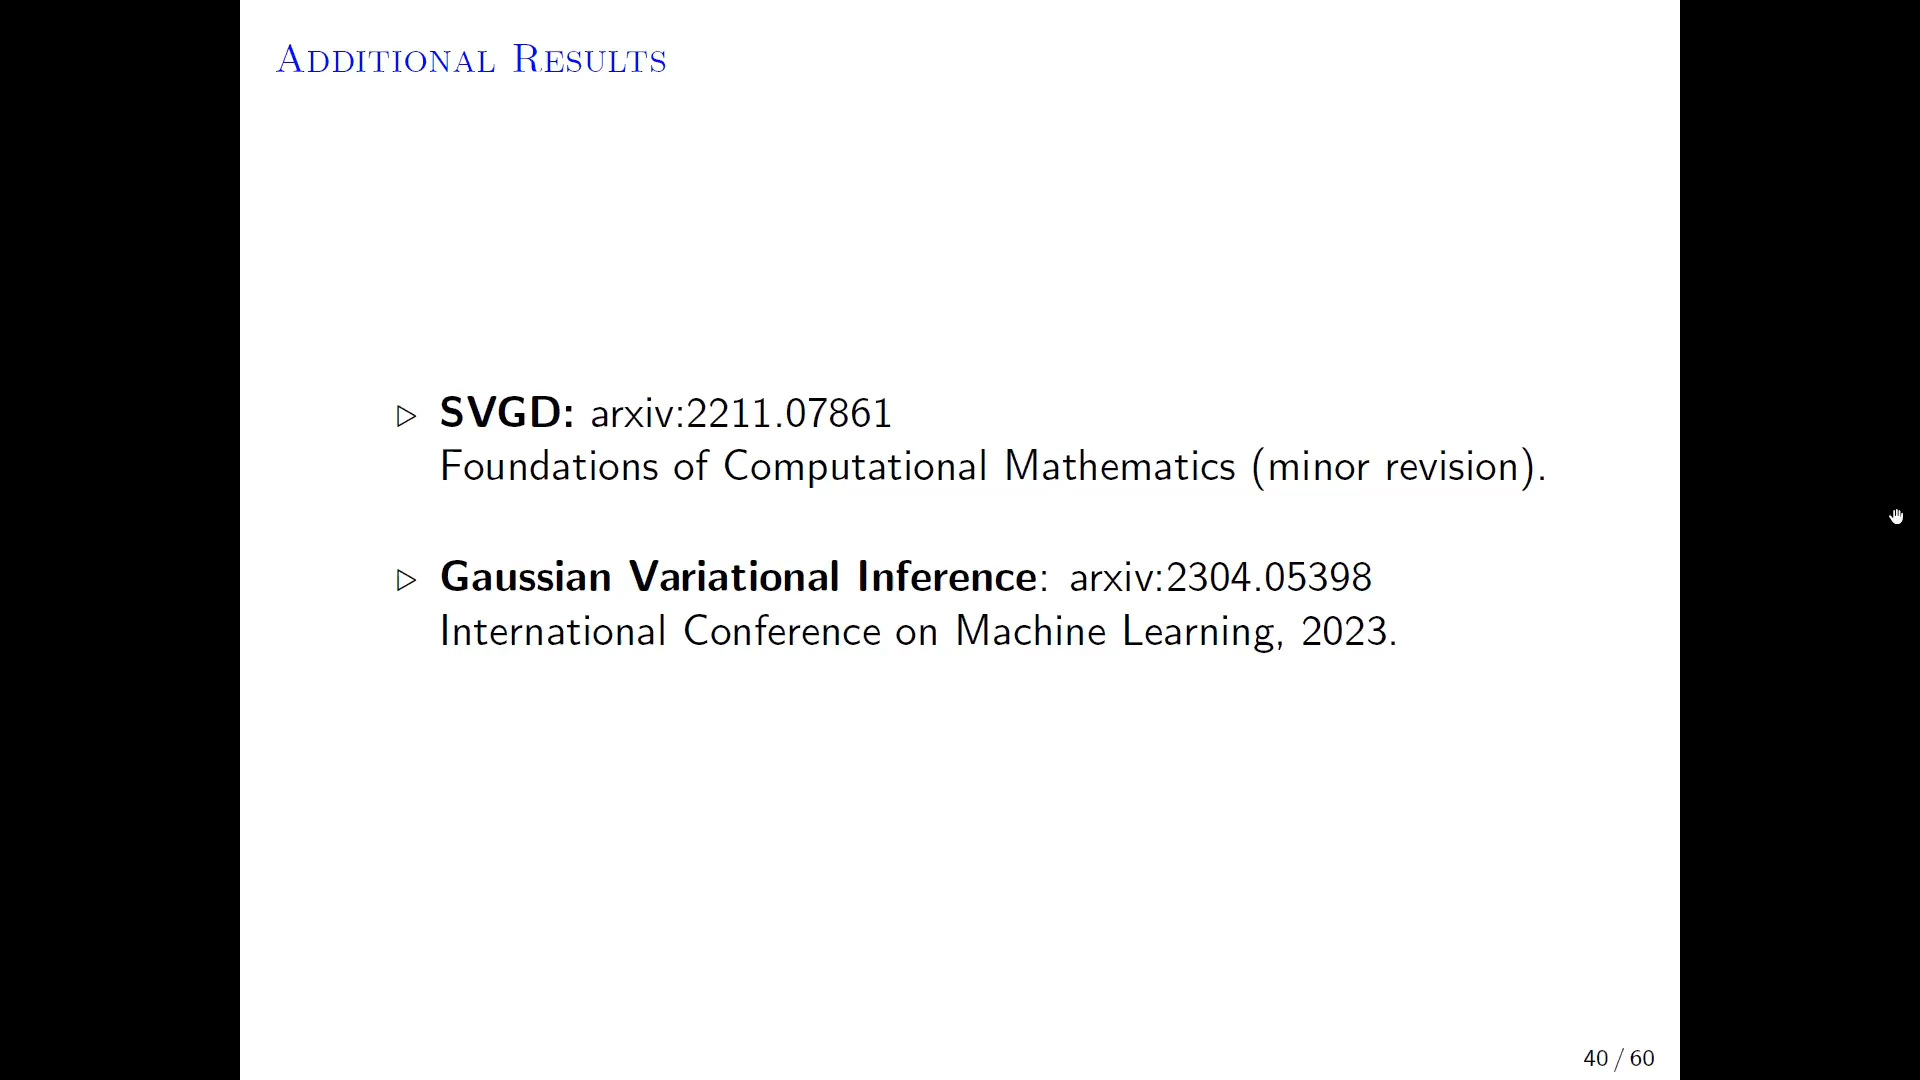 Additional Results
▷ SVGD: arxiv:2211.07861
Foundations of Computational Mathematics (minor revision).
▷ Gaussian Variational Inference: arxiv:2304.05398
International Conference on Machine Learning, 2023.
40 / 60